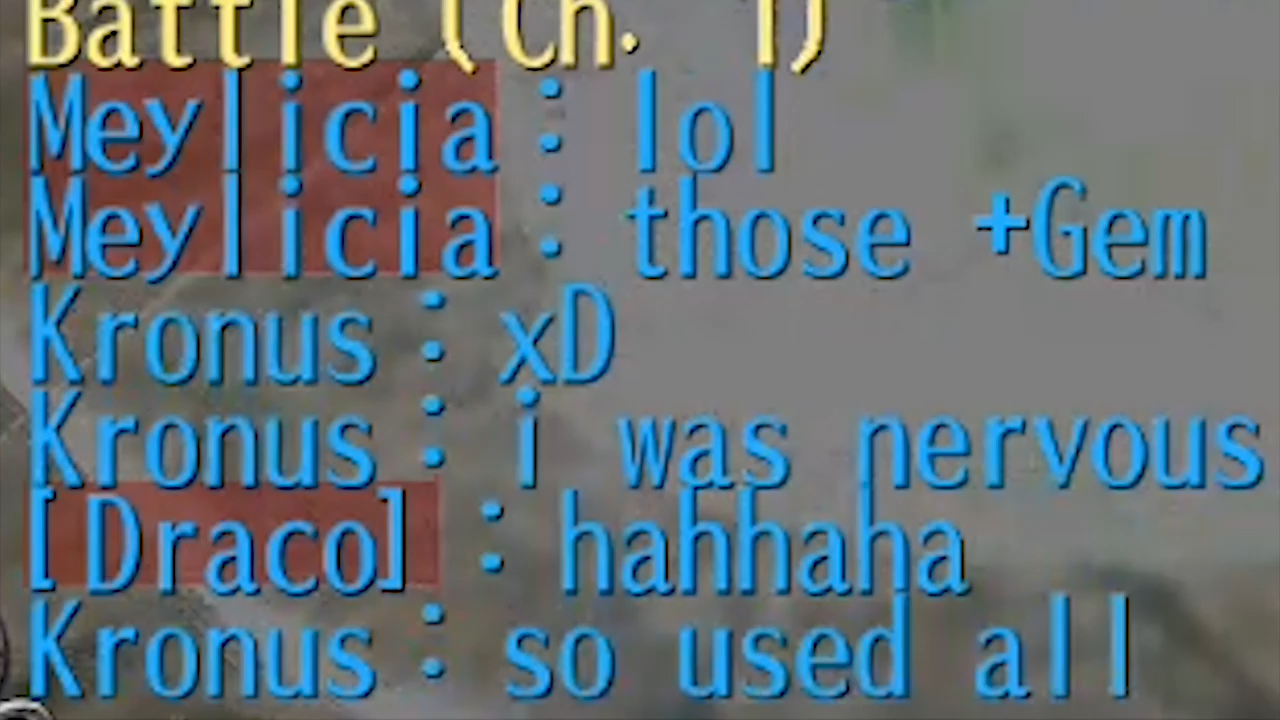 Battle (Ch. 1)
Meylicia : lol
Meylicia : those +Gem
Kronus : xD
Kronus : i was nervous
[Draco] : hahhaha
Kronus : so used all